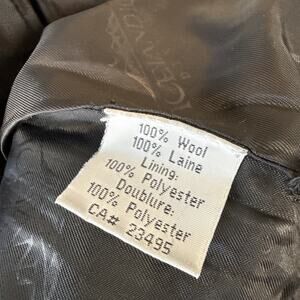 100% Wool
100% Laine
Lining:
100% Polyester
Doublure:
100% Polyester
CA# 23495